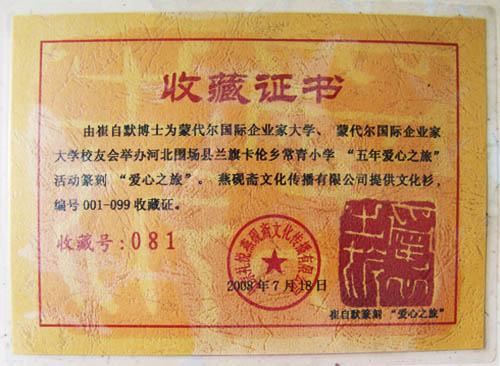 收藏证书
由崔自默博士为蒙代尔国际企业家大学、蒙代尔国际企业家
大学校友会举办河北围场县兰旗卡伦乡常青小学“五年爱心之旅”
活动篆刻“爱心之旅”。燕砚斋文化传播有限公司提供文化衫,
编号001-099收藏证。
收藏号:081
2008年7月18日
崔自默篆刻“爱心之旅”